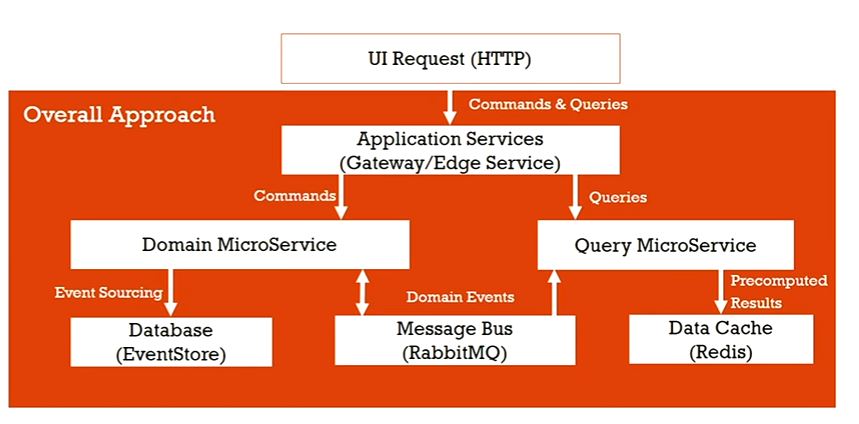 UI Request (HTTP)
Commands & Queries
Overall Approach
Application Services
(Gateway/Edge Service)
Commands
Queries
Domain MicroService
Query MicroService
Event Sourcing
Domain Events
Precomputed
Results
Database
(EventStore)
Message Bus
(RabbitMQ)
Data Cache
(Redis)